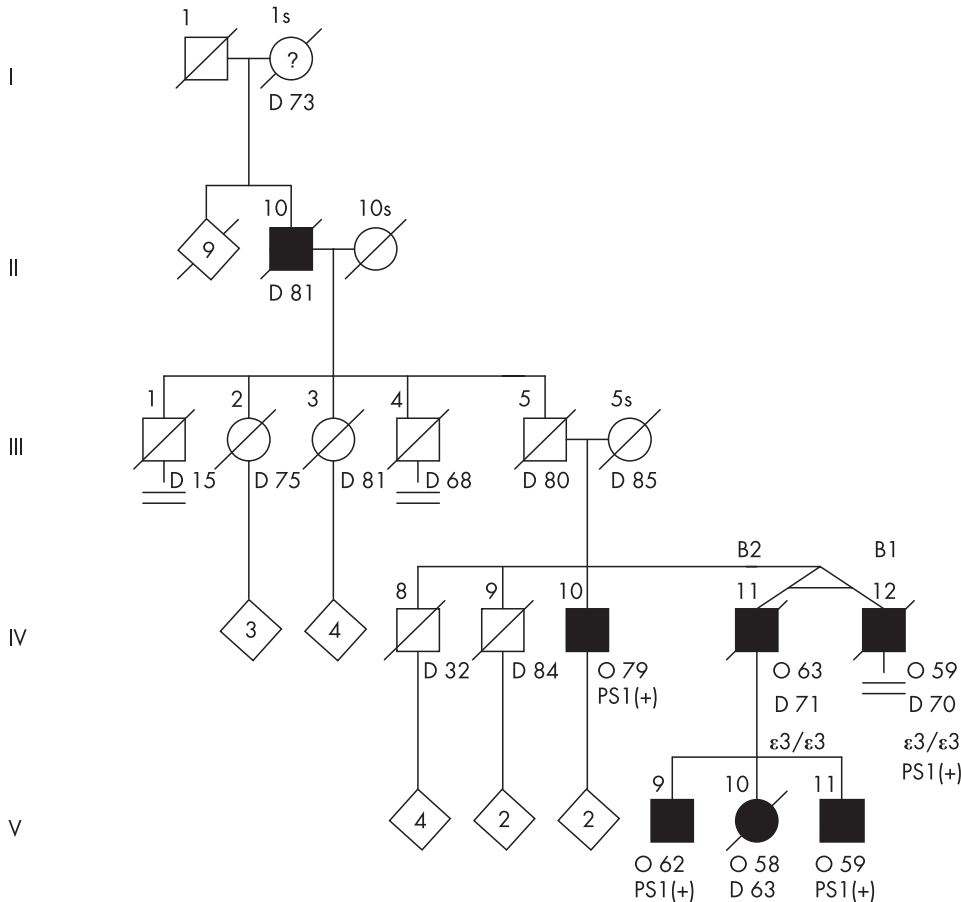 1 1s
I ?
D 73
10 10s
II 9
D 81
1 2 3 4 5 5s
III
D 15 D 75 D 81 D 68 D 80 D 85
B2 B1
8 9 10 11 12
IV 3 4
D 32 D 84 O 79 O 63 O 59
PS1(+) D 71 D 70
ε3/ε3 ε3/ε3
PS1(+)
9 10 11
V 4 2 2
O 62 O 58 O 59
PS1(+) D 63 PS1(+)